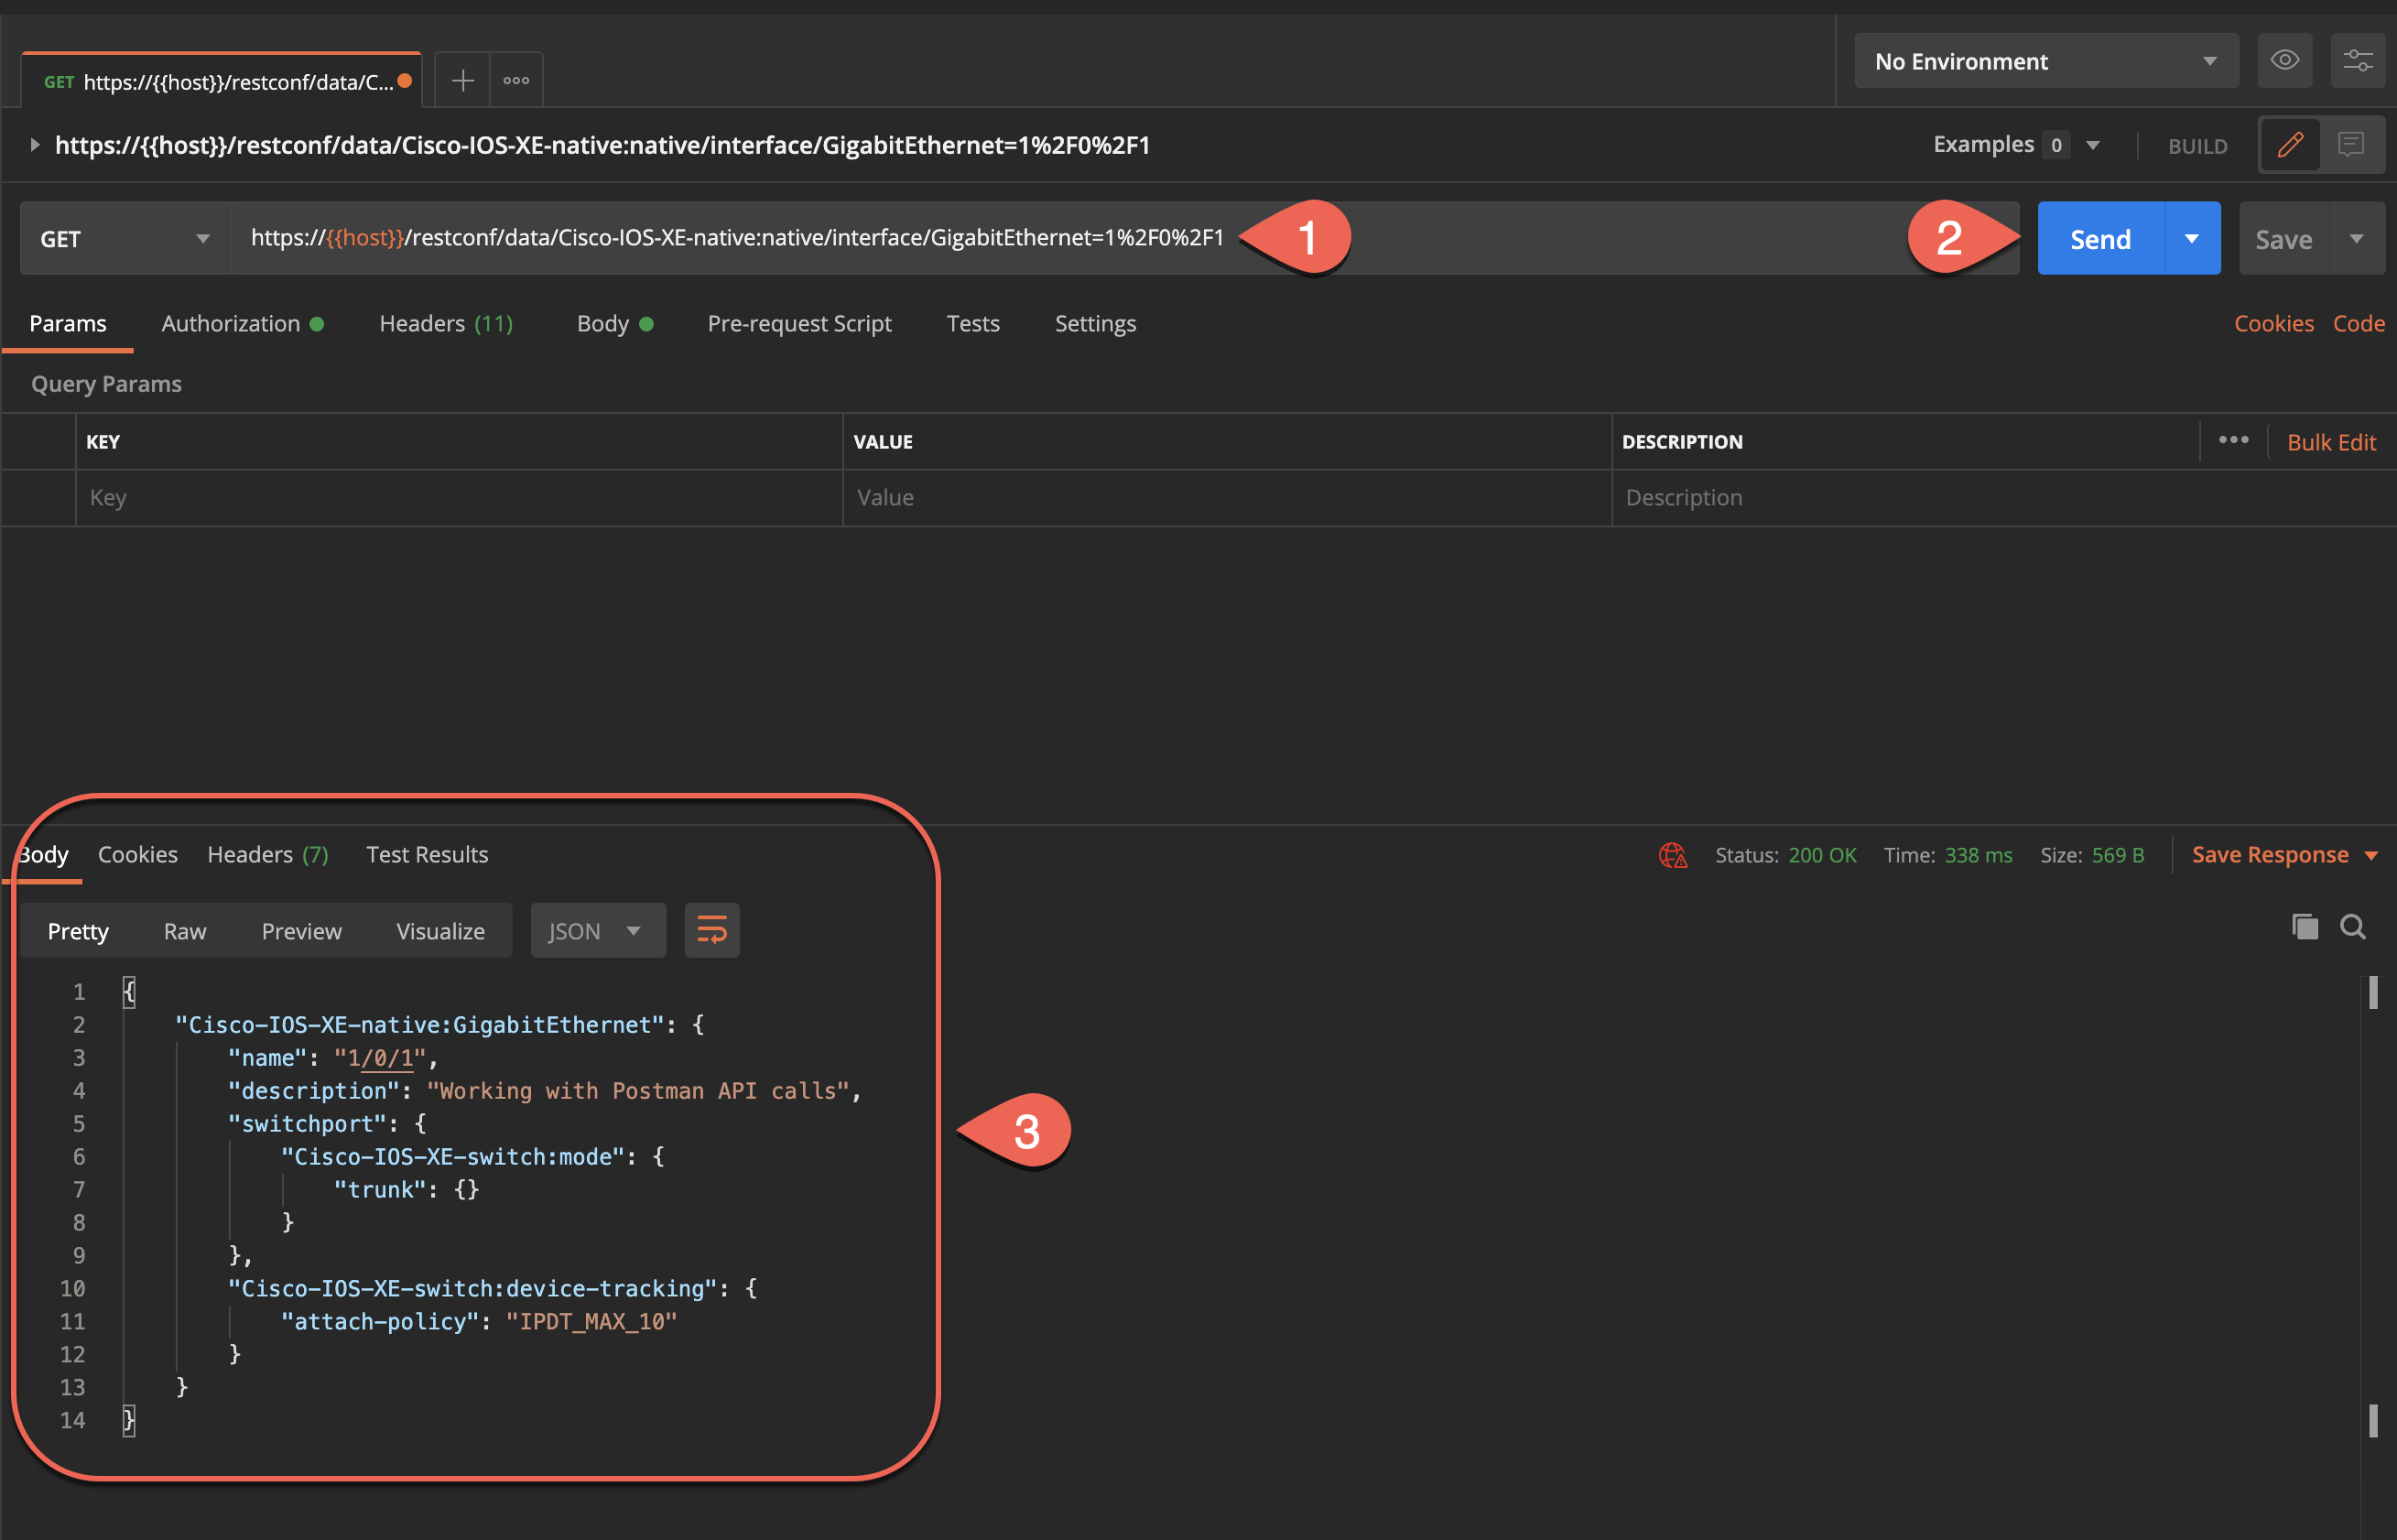 GET https://{{host}}/restconf/data/C...
No Environment
https://{{host}}/restconf/data/Cisco-IOS-XE-native:native/interface/GigabitEthernet=1%2F0%2F1
Examples 0 BUILD
GET https://{{host}}/restconf/data/Cisco-IOS-XE-native:native/interface/GigabitEthernet=1%2F0%2F1 1 2 Send Save
Params Authorization Headers (11) Body Pre-request Script Tests Settings Cookies Code
Query Params
KEY VALUE DESCRIPTION Bulk Edit
Key Value Description
Body Cookies Headers (7) Test Results Status: 200 OK Time: 338 ms Size: 569 B Save Response
Pretty Raw Preview Visualize JSON
1 {
2 "Cisco-IOS-XE-native:GigabitEthernet": {
3 "name": "1/0/1",
4 "description": "Working with Postman API calls",
5 "switchport": {
3
6 "Cisco-IOS-XE-switch:mode": {
7 "trunk": {}
8 }
9 },
10 "Cisco-IOS-XE-switch:device-tracking": {
11 "attach-policy": "IPDT_MAX_10"
12 }
13 }
14 }